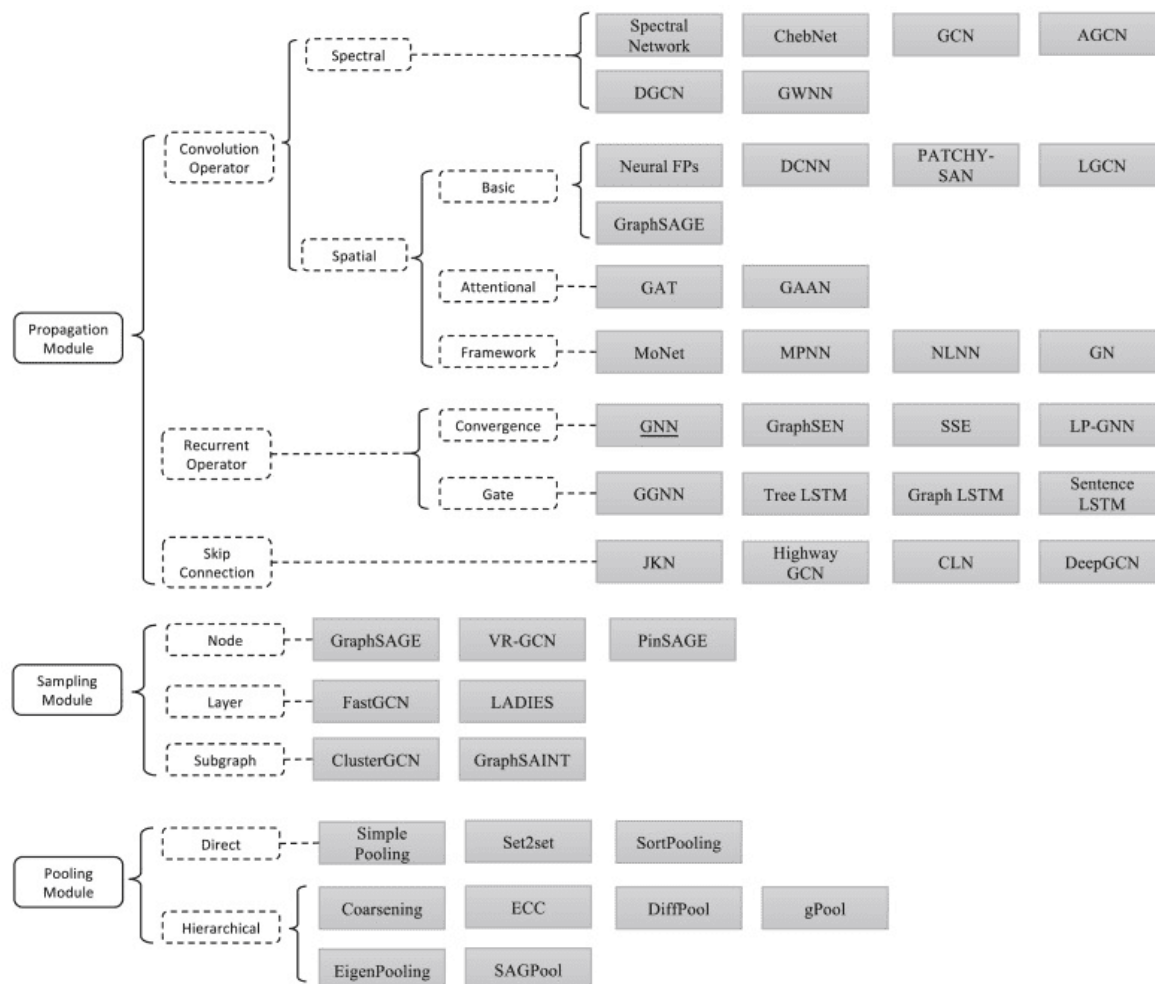 Spectral
Network
ChebNet
GCN
AGCN
Spectral
DGCN
GWNN
Convolution
Operator
Neural FPs
DCNN
PATCHY-
SAN
LGCN
Basic
GraphSAGE
Spatial
Attentional
GAT
GAAN
Propagation
Module
Framework
MoNet
MPNN
NLNN
GN
Convergence
GNN
GraphSEN
SSE
LP-GNN
Recurrent
Operator
Gate
GGNN
Tree LSTM
Graph LSTM
Sentence
LSTM
Skip
Connection
JKN
Highway
GCN
CLN
DeepGCN
Node
GraphSAGE
VR-GCN
PinSAGE
Sampling
Module
Layer
FastGCN
LADIES
Subgraph
ClusterGCN
GraphSAINT
Direct
Simple
Pooling
Set2set
SortPooling
Pooling
Module
Hierarchical
Coarsening
ECC
DiffPool
gPool
EigenPooling
SAGPool